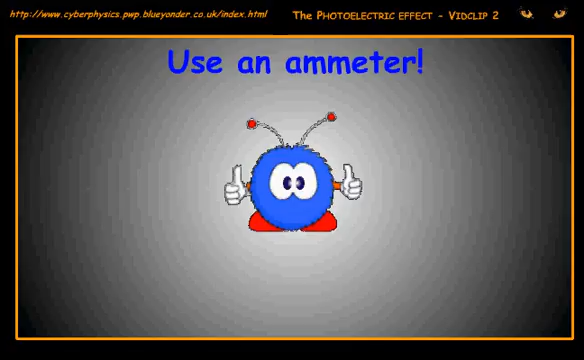 http://www.cyberphysics.pwp.blueyonder.co.uk/index.html
The Photoelectric effect - Vidclip 2
Use an ammeter!